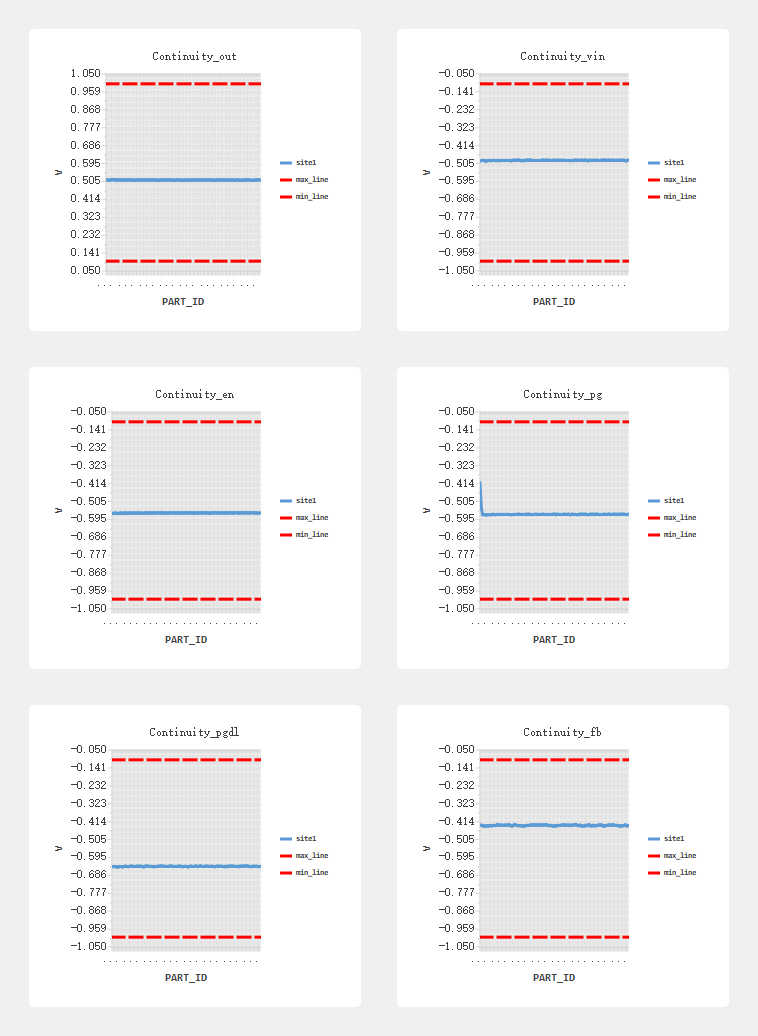 Continuity_out
1.050
0.959
0.868
0.777
0.686
0.595
0.505
0.414
0.323
0.232
0.141
0.050
V
PART_ID
site1
max_line
min_line
Continuity_vin
-0.050
-0.141
-0.232
-0.323
-0.414
-0.505
-0.595
-0.686
-0.777
-0.868
-0.959
-1.050
V
PART_ID
site1
max_line
min_line
Continuity_en
-0.050
-0.141
-0.232
-0.323
-0.414
-0.505
-0.595
-0.686
-0.777
-0.868
-0.959
-1.050
V
PART_ID
site1
max_line
min_line
Continuity_pg
-0.050
-0.141
-0.232
-0.323
-0.414
-0.505
-0.595
-0.686
-0.777
-0.868
-0.959
-1.050
V
PART_ID
site1
max_line
min_line
Continuity_pgdl
-0.050
-0.141
-0.232
-0.323
-0.414
-0.505
-0.595
-0.686
-0.777
-0.868
-0.959
-1.050
V
PART_ID
site1
max_line
min_line
Continuity_fb
-0.050
-0.141
-0.232
-0.323
-0.414
-0.505
-0.595
-0.686
-0.777
-0.868
-0.959
-1.050
V
PART_ID
site1
max_line
min_line